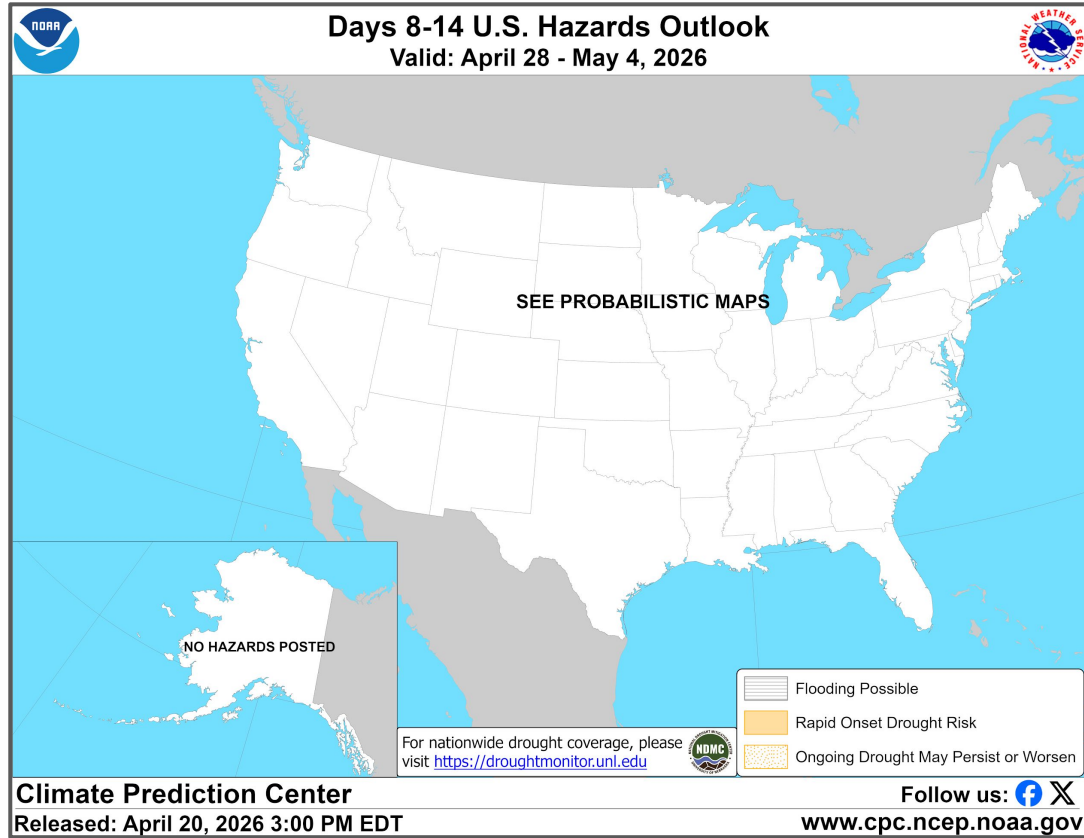 NOAA
Days 8-14 U.S. Hazards Outlook
Valid: April 28 - May 4, 2026
NATIONAL WEATHER SERVICE
SEE PROBABILISTIC MAPS
NO HAZARDS POSTED
For nationwide drought coverage, please
visit https://droughtmonitor.unl.edu
NDMC
Flooding Possible
Rapid Onset Drought Risk
Ongoing Drought May Persist or Worsen
Climate Prediction Center
Released: April 20, 2026 3:00 PM EDT
Follow us:
www.cpc.ncep.noaa.gov